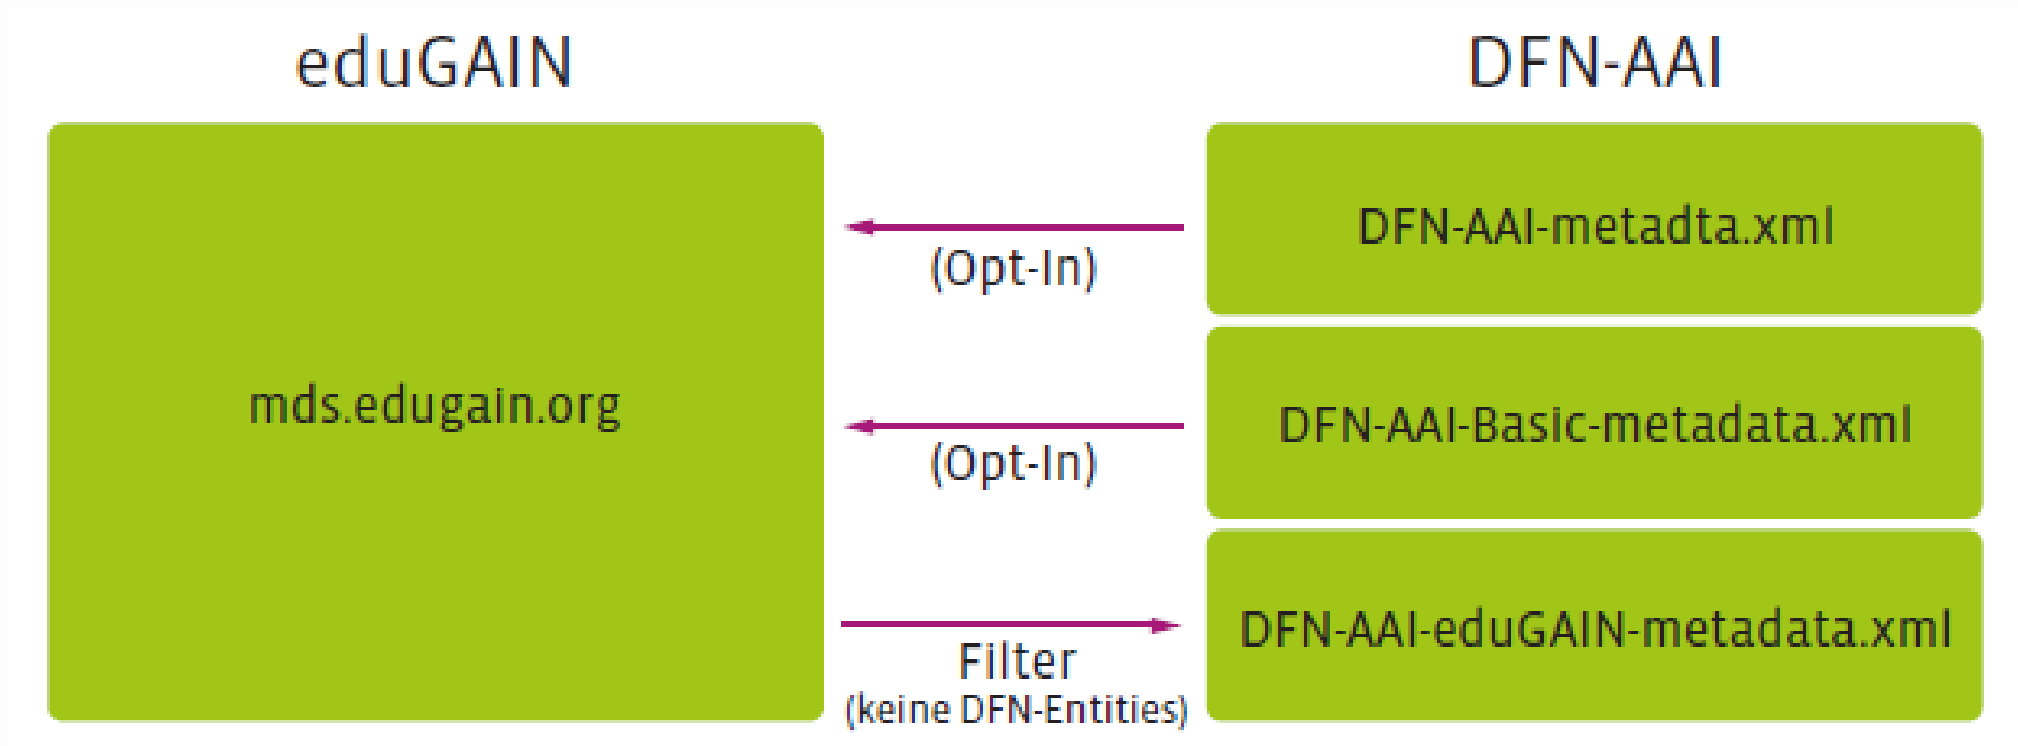 eduGAIN
DFN-AAI
mds.edugain.org
(Opt-In)
(Opt-In)
Filter
(keine DFN-Entities)
DFN-AAI-metadta.xml
DFN-AAI-Basic-metadata.xml
DFN-AAI-eduGAIN-metadata.xml